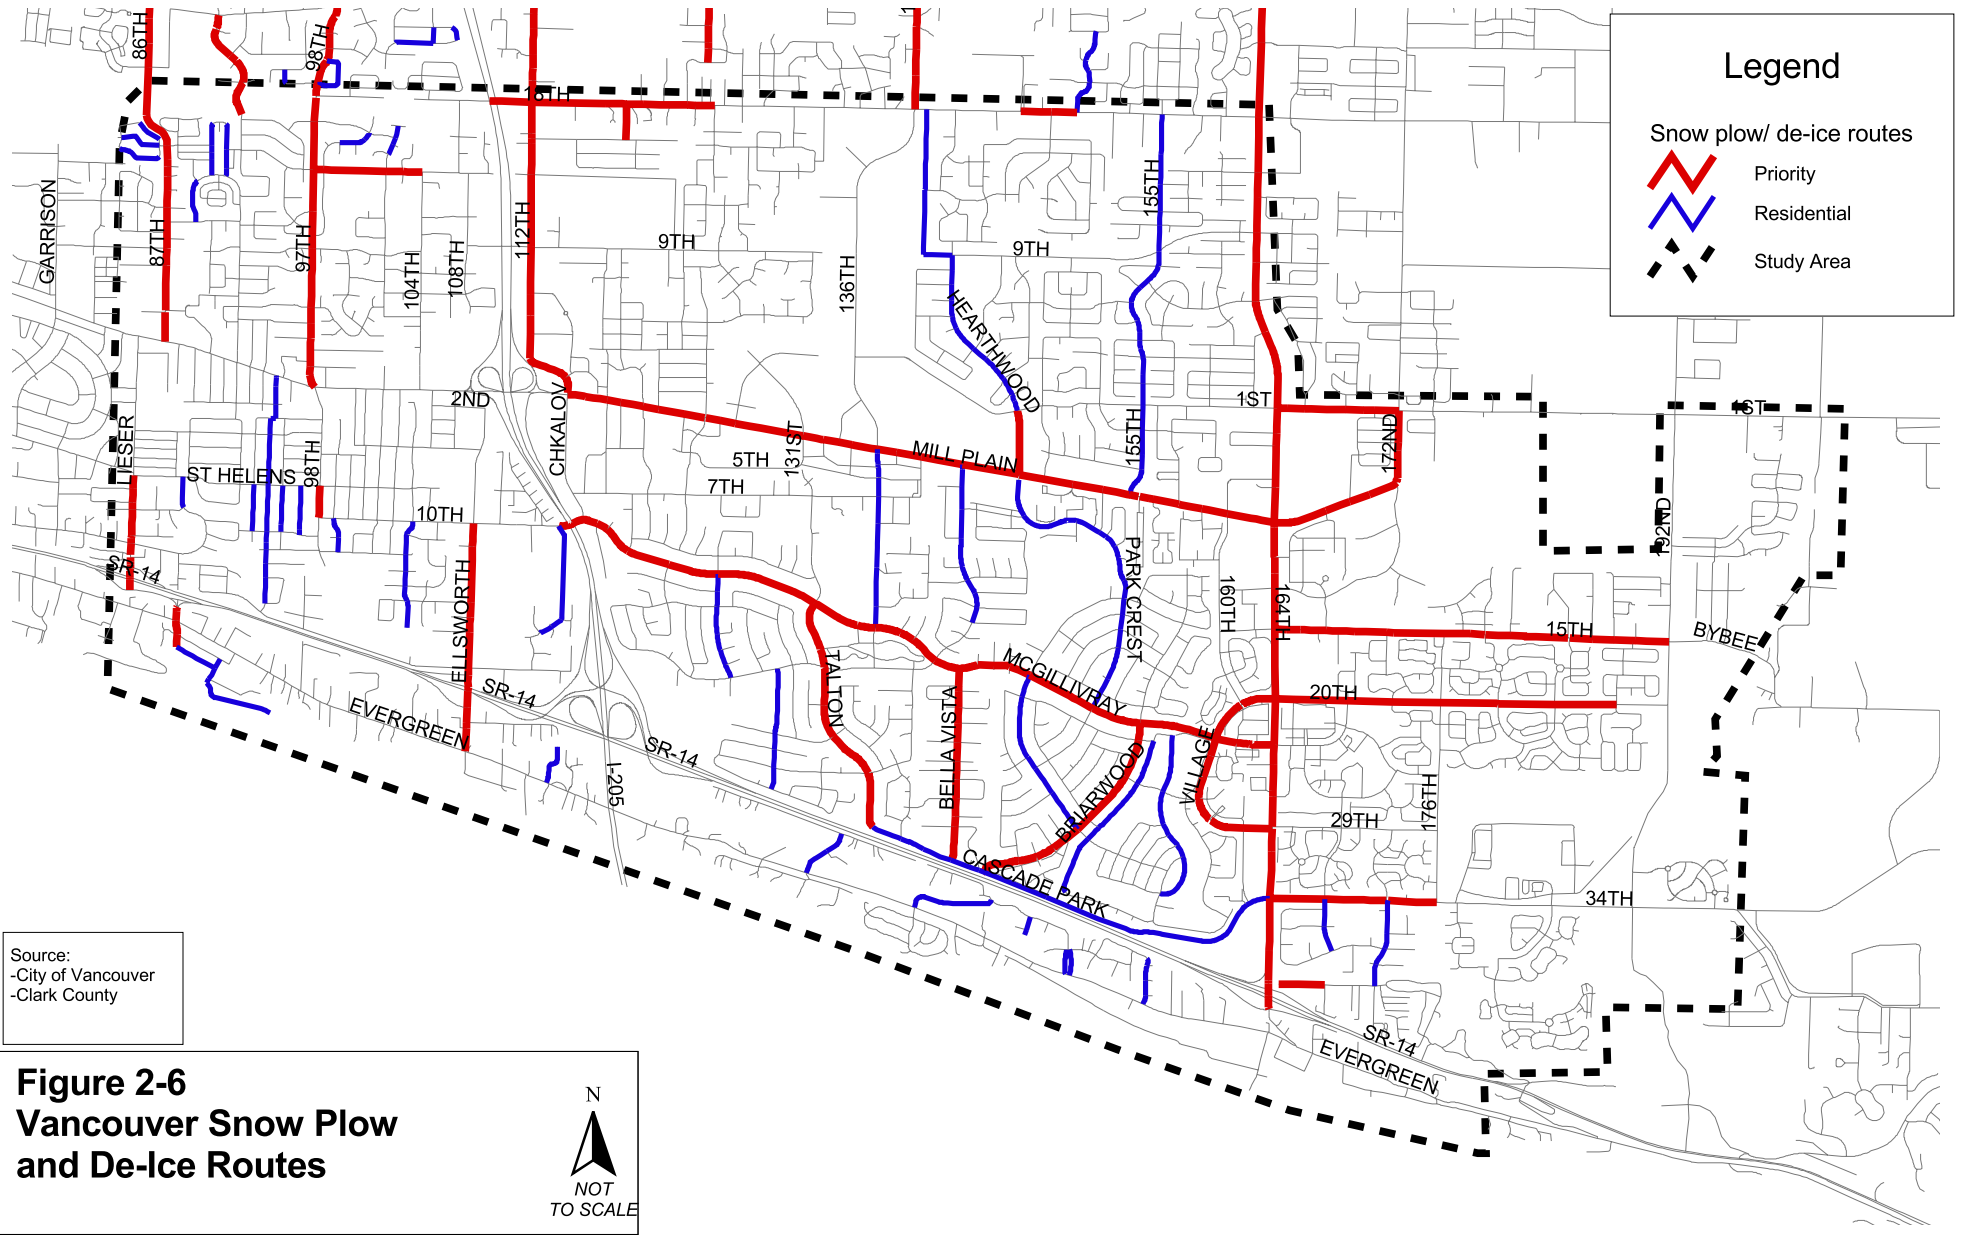 86TH
98TH
18TH
Legend
Snow plow/ de-ice routes
Priority
Residential
Study Area
GARRISON
87TH
97TH
104TH
108TH
112TH
9TH
136TH
9TH
155TH
HEARTHWOOD
2ND
CHKALOV
1ST
1ST
172ND
155TH
LIESER
ST HELENS
98TH
10TH
5TH
7TH
131ST
MILL PLAIN
192ND
SR-14
ELLSWORTH
PARK CREST
160TH
164TH
15TH
BYBEE
TALTON
MCGILLIVRAY
20TH
SR-14
EVERGREEN
SR-14
I-205
BELLA VISTA
BRIARWOOD
VILLAGE
29TH
176TH
CASCADE PARK
34TH
SR-14
EVERGREEN
Source:
-City of Vancouver
-Clark County
Figure 2-6
Vancouver Snow Plow
and De-Ice Routes
N
NOT
TO SCALE